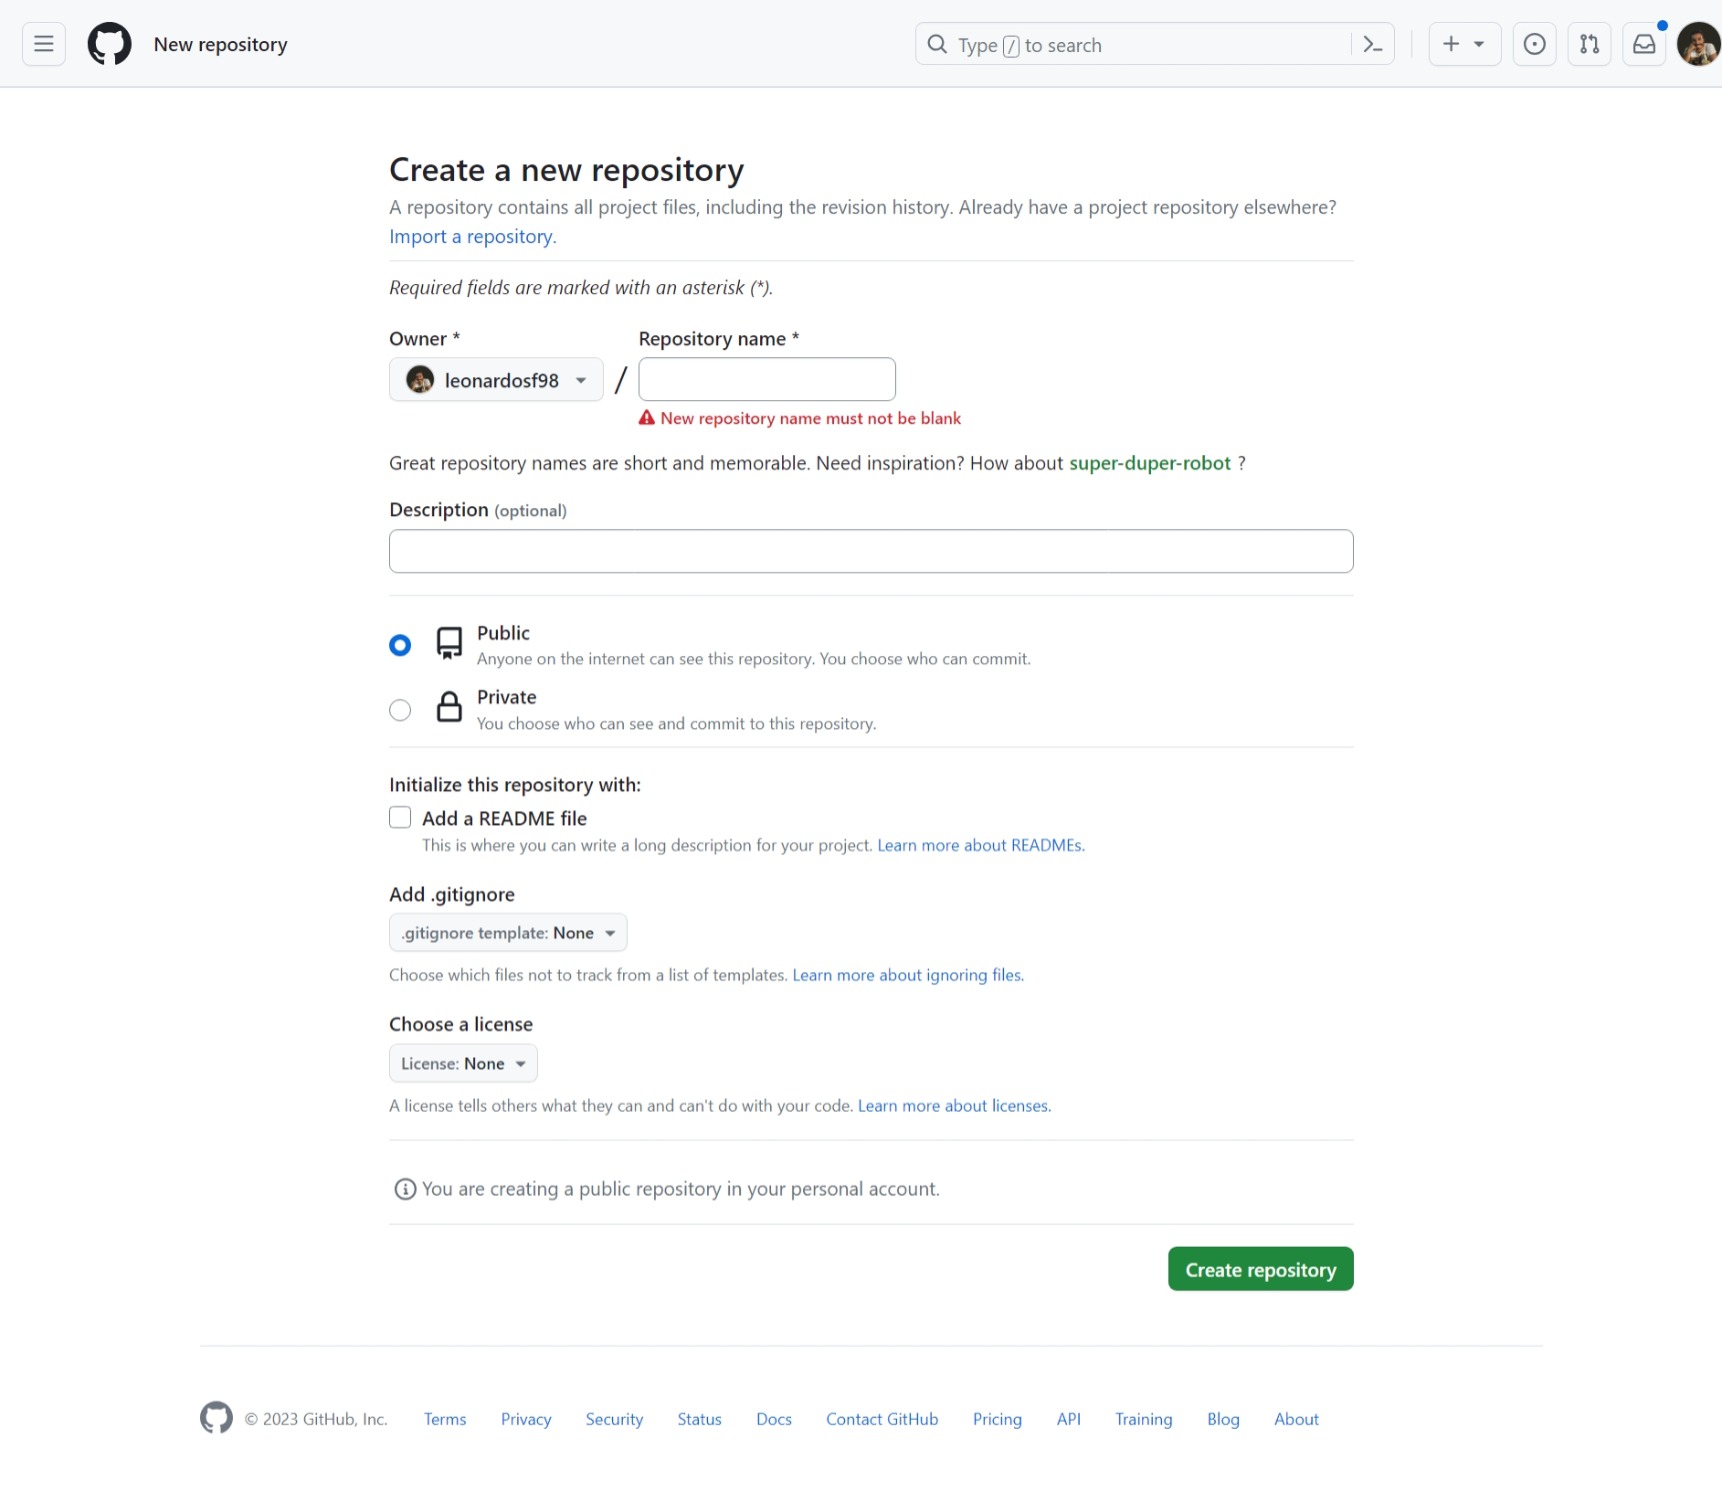 New repository
Type / to search
Create a new repository
A repository contains all project files, including the revision history. Already have a project repository elsewhere?
Import a repository.
Required fields are marked with an asterisk (*).
Owner *
Repository name *
leonardosf98
/
New repository name must not be blank
Great repository names are short and memorable. Need inspiration? How about super-duper-robot ?
Description (optional)
Public
Anyone on the internet can see this repository. You choose who can commit.
Private
You choose who can see and commit to this repository.
Initialize this repository with:
Add a README file
This is where you can write a long description for your project. Learn more about READMEs.
Add .gitignore
.gitignore template: None
Choose which files not to track from a list of templates. Learn more about ignoring files.
Choose a license
License: None
A license tells others what they can and can't do with your code. Learn more about licenses.
You are creating a public repository in your personal account.
Create repository
© 2023 GitHub, Inc. Terms Privacy Security Status Docs Contact GitHub Pricing API Training Blog About